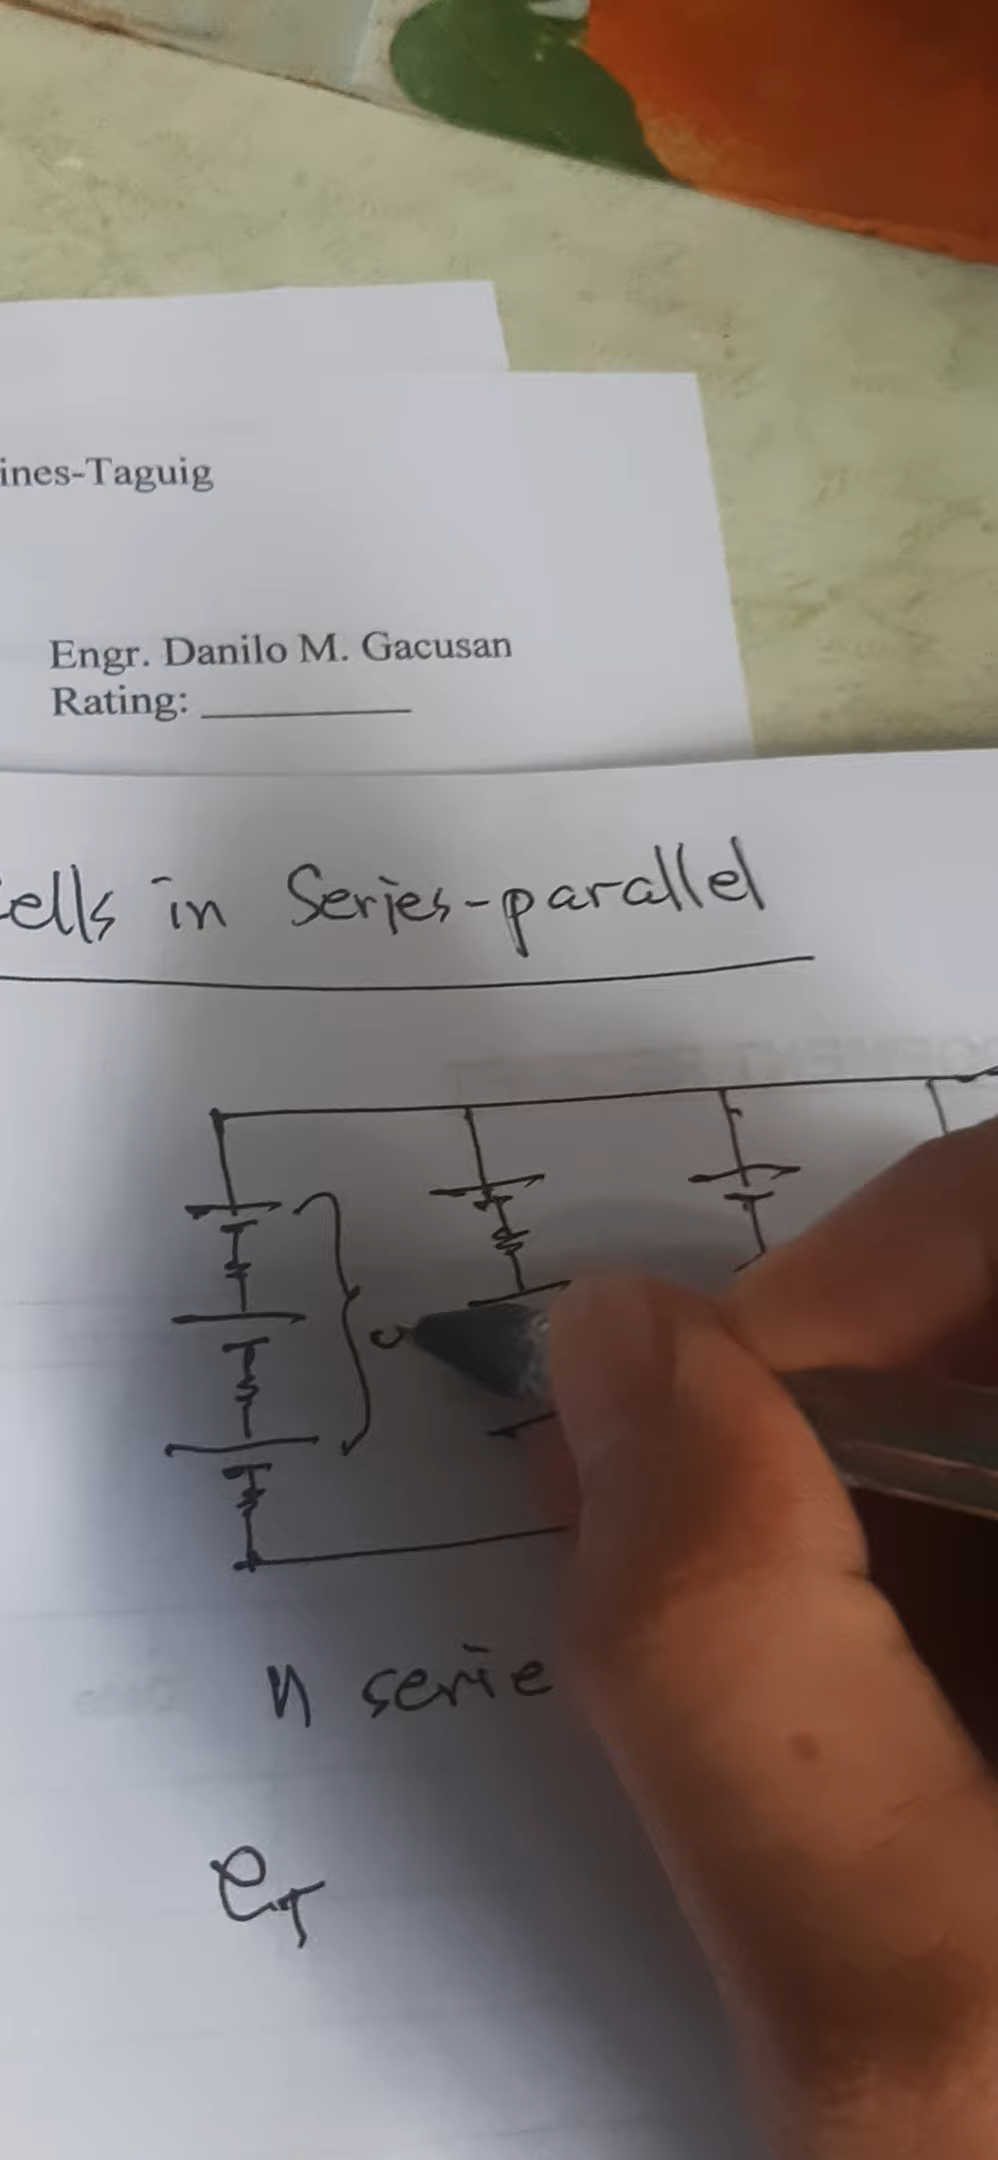 ines-Taguig
Engr. Danilo M. Gacusan
Rating:
ells in Series-parallel
n serie
eT